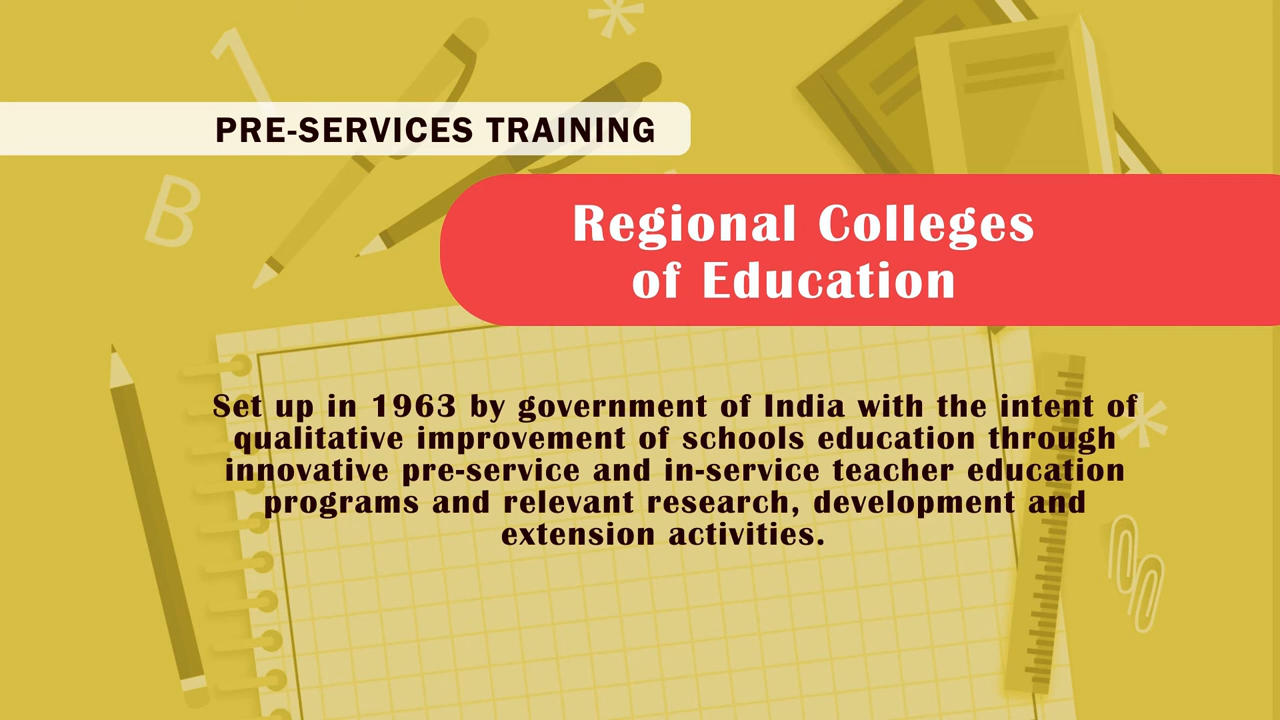 1
*
PRE-SERVICES TRAINING
B
Regional Colleges
of Education
Set up in 1963 by government of India with the intent of
qualitative improvement of schools education through
innovative pre-service and in-service teacher education
programs and relevant research, development and
extension activities.
*